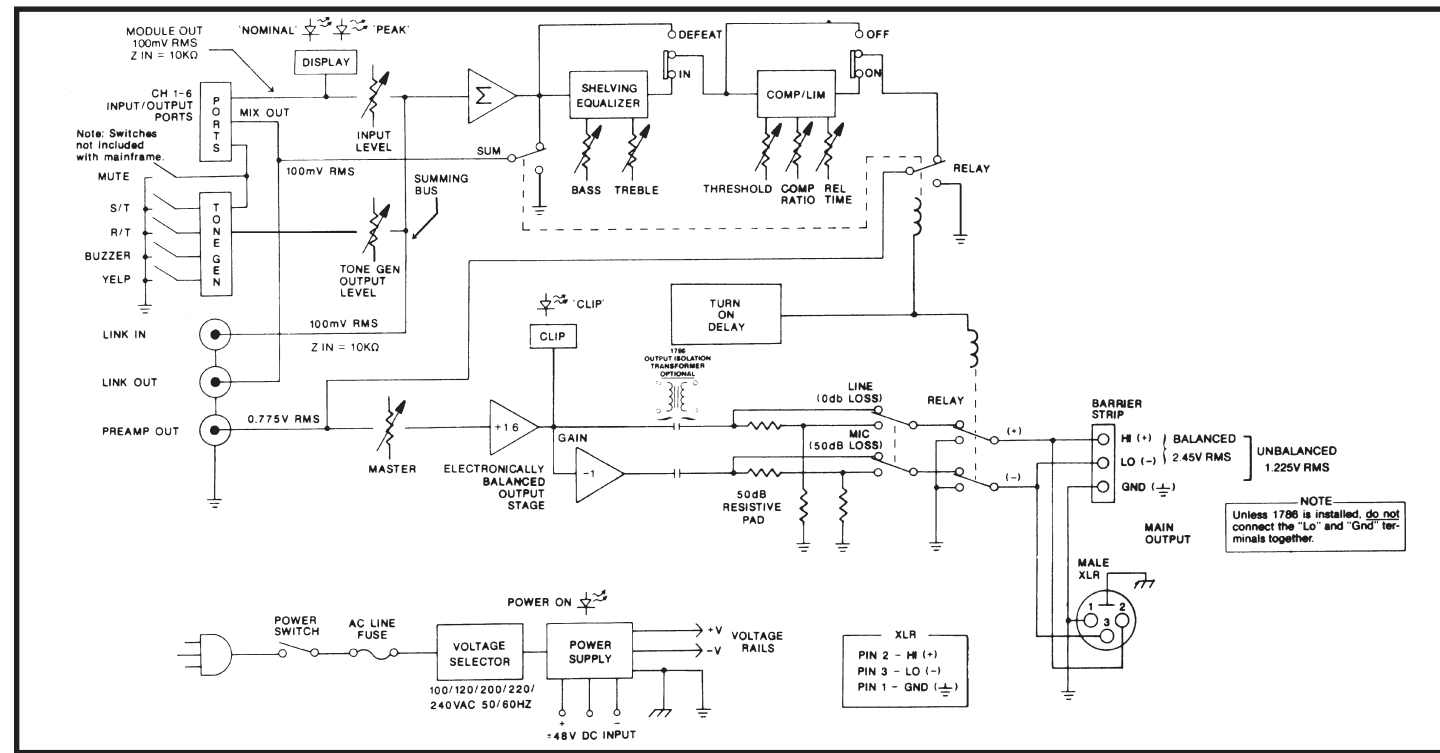 MODULE OUT
100mV RMS
Z IN = 10KΩ
'NOMINAL'
'PEAK'
DISPLAY
CH 1-6
INPUT/OUTPUT
PORTS
PORTS
MIX OUT
Note: Switches
not included
with mainframe.
INPUT
LEVEL
100mV RMS
Σ
SUM
SHELVING
EQUALIZER
DEFEAT
IN
BASS
TREBLE
COMP/LIM
OFF
ON
THRESHOLD
COMP
RATIO
REL
TIME
RELAY
MUTE
S/T
R/T
BUZZER
YELP
TONE GEN
SUMMING
BUS
TONE GEN
OUTPUT
LEVEL
LINK IN
100mV RMS
Z IN = 10KΩ
LINK OUT
PREAMP OUT
0.775V RMS
MASTER
'CLIP'
CLIP
TURN
ON
DELAY
1786
OUTPUT ISOLATION
TRANSFORMER
OPTIONAL
+16
GAIN
-1
ELECTRONICALLY
BALANCED
OUTPUT
STAGE
LINE
(0db LOSS)
MIC
(50dB LOSS)
50dB
RESISTIVE
PAD
RELAY
(+)
(-)
BARRIER
STRIP
HI (+)
LO (-)
GND (⏚)
BALANCED
2.45V RMS
UNBALANCED
1.225V RMS
NOTE
Unless 1786 is installed, do not
connect the "Lo" and "Gnd" ter-
minals together.
MAIN
OUTPUT
MALE
XLR
1
2
3
POWER
SWITCH
AC LINE
FUSE
VOLTAGE
SELECTOR
100/120/200/220/
240VAC 50/60HZ
POWER ON
POWER
SUPPLY
+V
-V
VOLTAGE
RAILS
+
-
=48V DC INPUT
XLR
PIN 2 - HI (+)
PIN 3 - LO (-)
PIN 1 - GND (⏚)